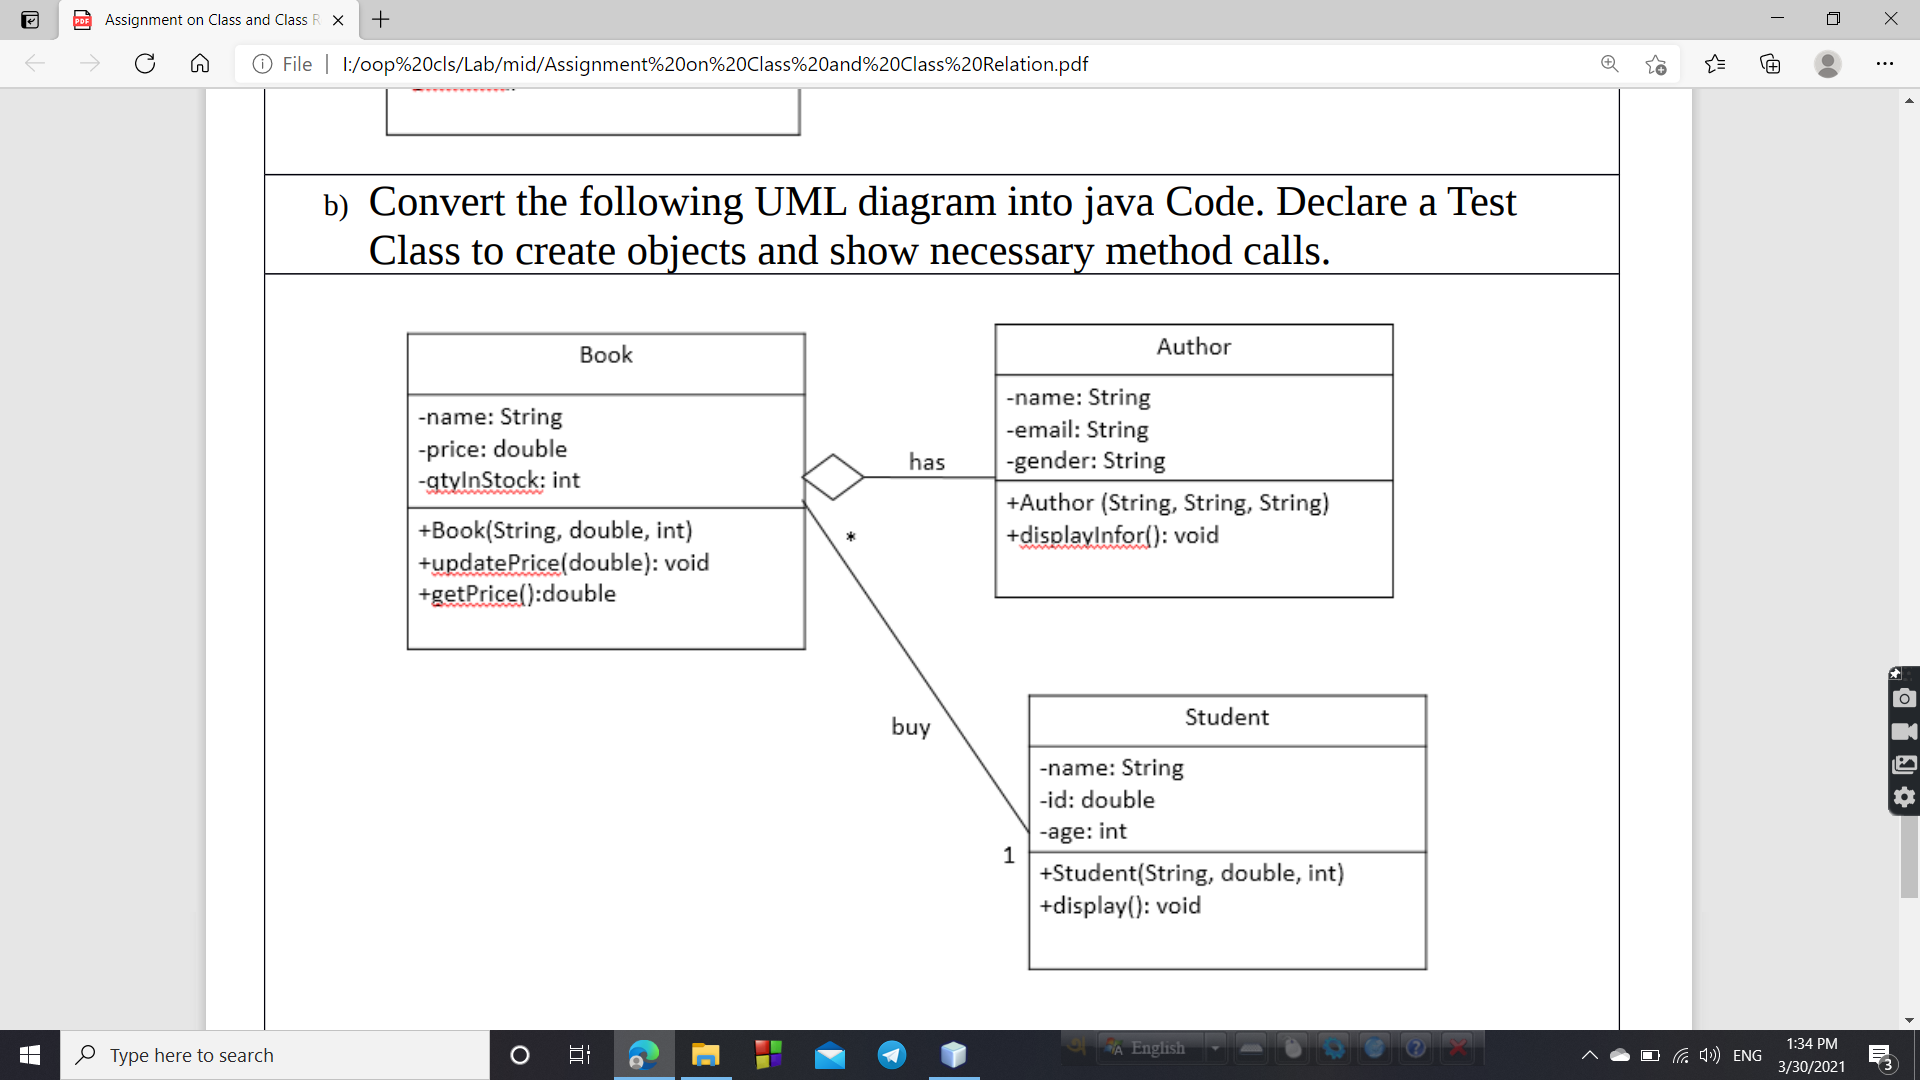 Assignment on Class and Class R
File
I:/oop%20cls/Lab/mid/Assignment%20on%20Class%20and%20Class%20Relation.pdf
b) Convert the following UML diagram into java Code. Declare a Test
Class to create objects and show necessary method calls.
Book
-name: String
-price: double
-qtyInStock: int
+Book(String, double, int)
+updatePrice(double): void
+getPrice():double
has
Author
-name: String
-email: String
-gender: String
+Author (String, String, String)
+displayInfor(): void
*
buy
1
Student
-name: String
-id: double
-age: int
+Student(String, double, int)
+display(): void
Type here to search
English
ENG
1:34 PM
3/30/2021
3